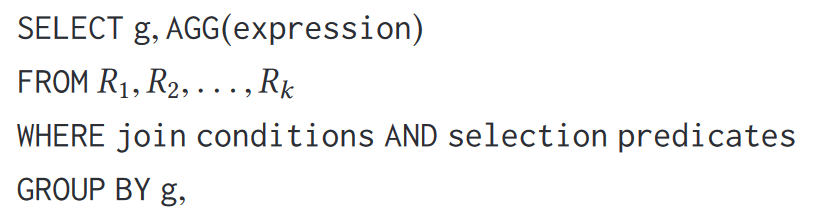 SELECT g, AGG(expression)
FROM R₁, R₂, . . . , Rₖ
WHERE join conditions AND selection predicates
GROUP BY g,